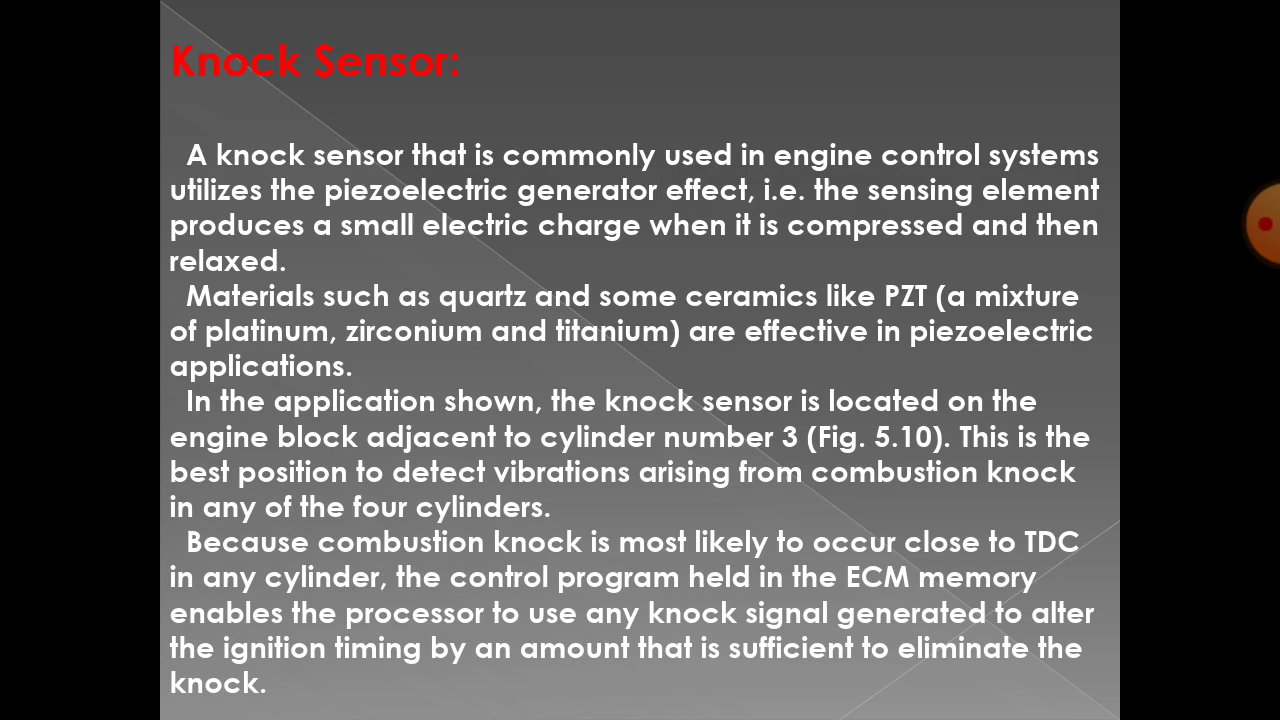 Knock Sensor:
A knock sensor that is commonly used in engine control systems
utilizes the piezoelectric generator effect, i.e. the sensing element
produces a small electric charge when it is compressed and then
relaxed.
Materials such as quartz and some ceramics like PZT (a mixture
of platinum, zirconium and titanium) are effective in piezoelectric
applications.
In the application shown, the knock sensor is located on the
engine block adjacent to cylinder number 3 (Fig. 5.10). This is the
best position to detect vibrations arising from combustion knock
in any of the four cylinders.
Because combustion knock is most likely to occur close to TDC
in any cylinder, the control program held in the ECM memory
enables the processor to use any knock signal generated to alter
the ignition timing by an amount that is sufficient to eliminate the
knock.